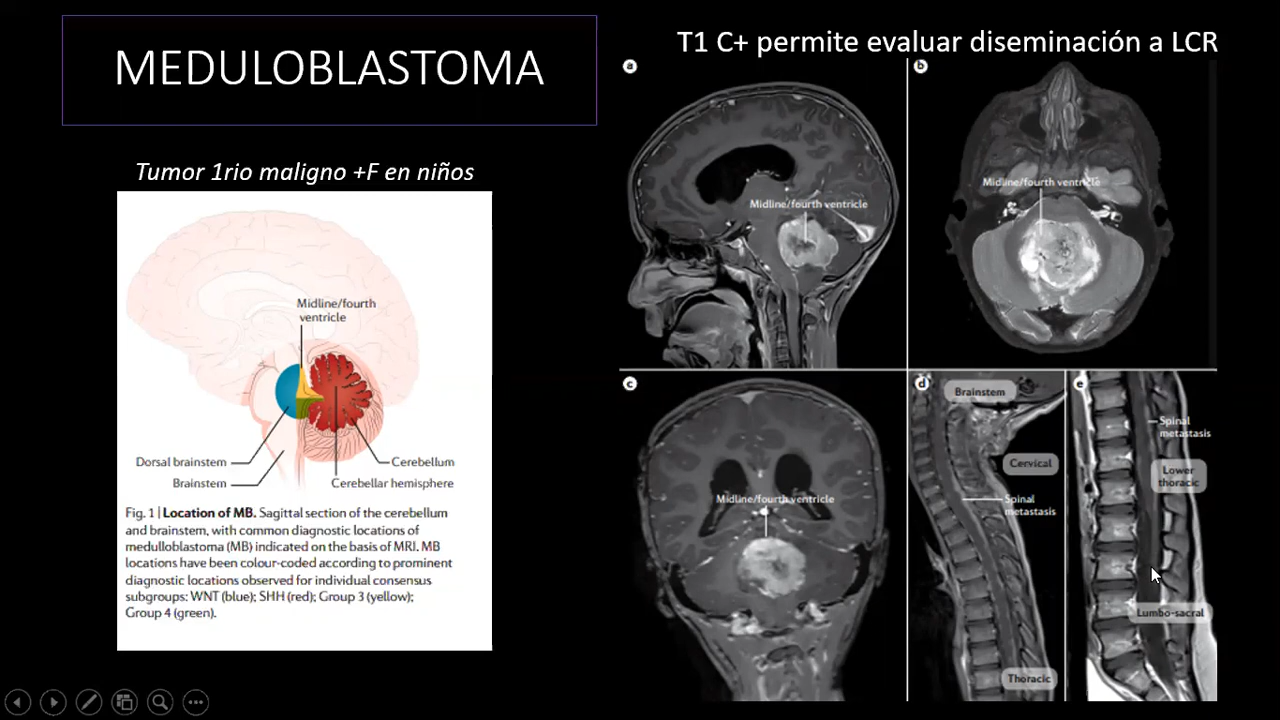 MEDULOBLASTOMA
Tumor 1rio maligno +F en niños
Midline/fourth
ventricle
Dorsal brainstem
Brainstem
Cerebellum
Cerebellar hemisphere
Fig. 1 | Location of MB. Sagittal section of the cerebellum
and brainstem, with common diagnostic locations of
medulloblastoma (MB) indicated on the basis of MRI. MB
locations have been colour-coded according to prominent
diagnostic locations observed for individual consensus
subgroups: WNT (blue); SHH (red); Group 3 (yellow);
Group 4 (green).
T1 C+ permite evaluar diseminación a LCR
a
Midline/fourth ventricle
b
Midline/fourth ventricle
c
Midline/fourth ventricle
d
Brainstem
Cervical
Spinal
metastasis
Thoracic
e
Spinal
metastasis
Lower
thoracic
Lumbo-sacral